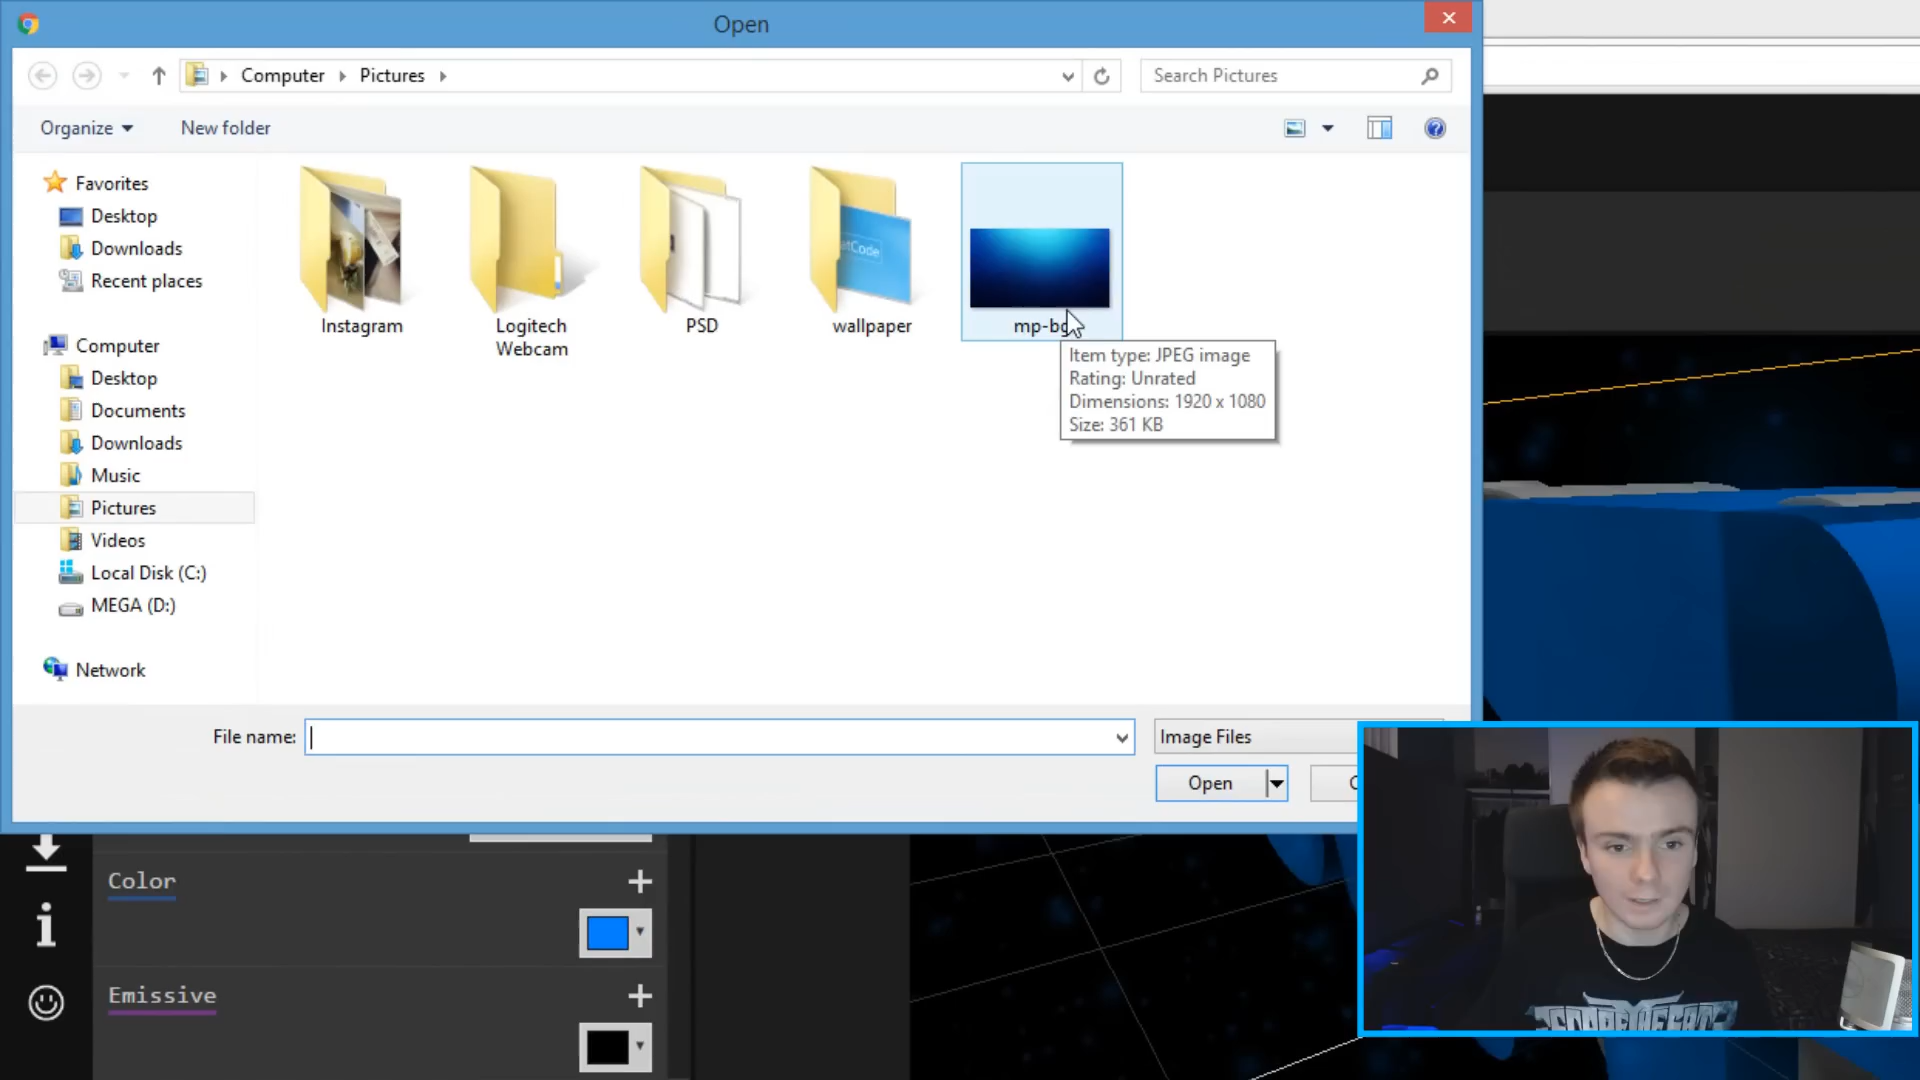 Open
Computer Pictures
Search Pictures
Organize
New folder
Favorites
Desktop
Downloads
Recent places
Computer
Desktop
Documents
Downloads
Music
Pictures
Videos
Local Disk (C:)
MEGA (D:)
Network
Instagram
Logitech
Webcam
PSD
wallpaper
Item type: JPEG image
Rating: Unrated
Dimensions: 1920 x 1080
Size: 361 KB
File name:
Image Files
Open
Color
Emissive